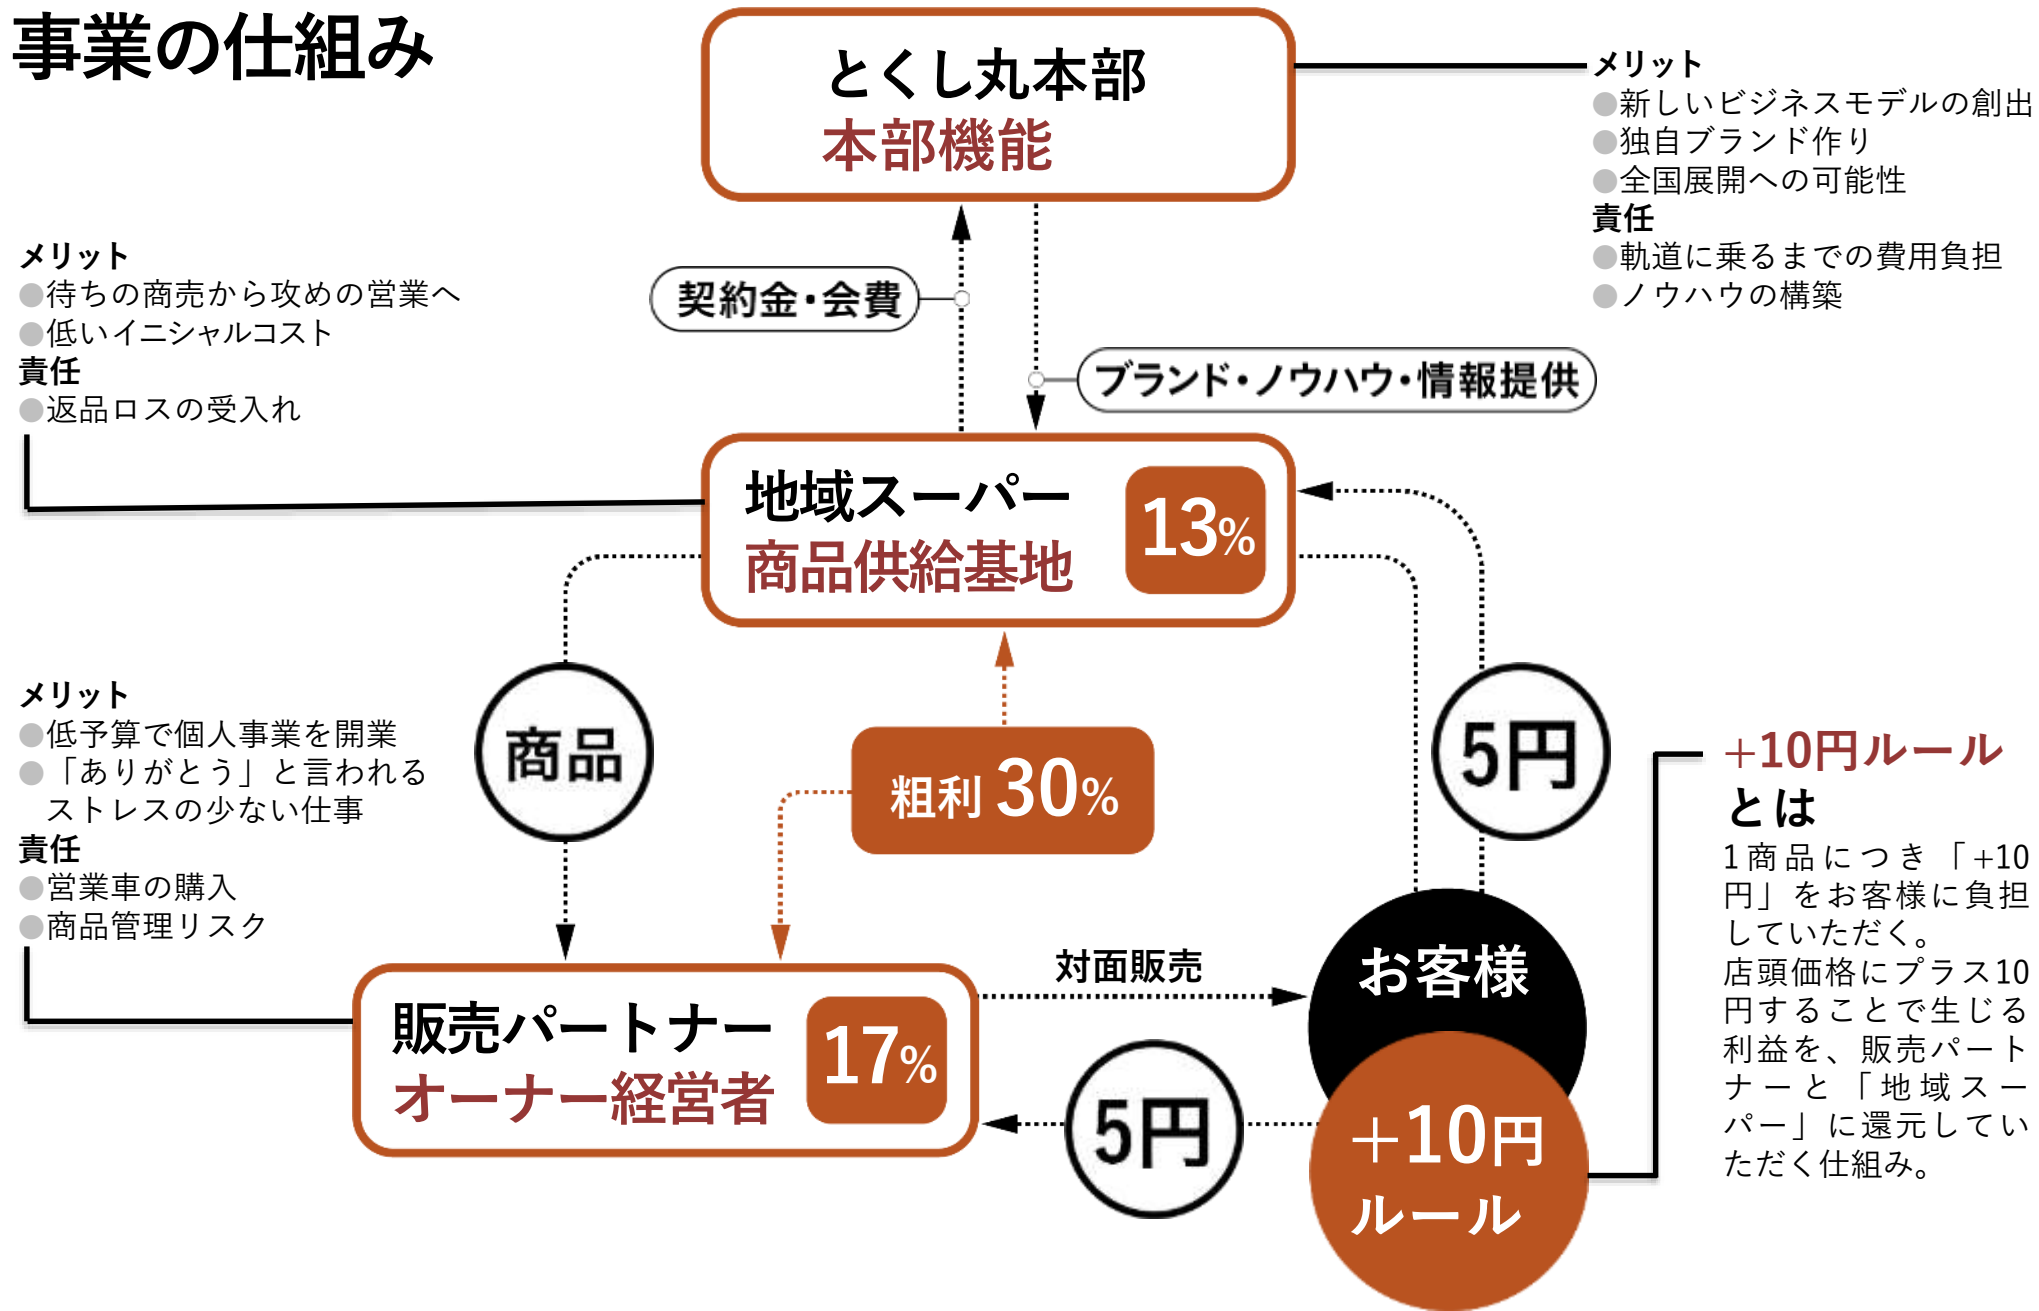 事業の仕組み
とくし丸本部
本部機能
メリット
●新しいビジネスモデルの創出
●独自ブランド作り
●全国展開への可能性
責任
●軌道に乗るまでの費用負担
●ノウハウの構築
メリット
●待ちの商売から攻めの営業へ
●低いイニシャルコスト
責任
●返品ロスの受入れ
契約金・会費
ブランド・ノウハウ・情報提供
地域スーパー
商品供給基地
13%
商品
粗利 30%
5円
メリット
●低予算で個人事業を開業
●「ありがとう」と言われる
ストレスの少ない仕事
責任
●営業車の購入
●商品管理リスク
販売パートナー
オーナー経営者
17%
対面販売
5円
お客様
+10円
ルール
+10円ルール
とは
1商品につき「+10
円」をお客様に負担
していただく。
店頭価格にプラス10
円することで生じる
利益を、販売パート
ナーと「地域スー
パー」に還元してい
ただく仕組み。